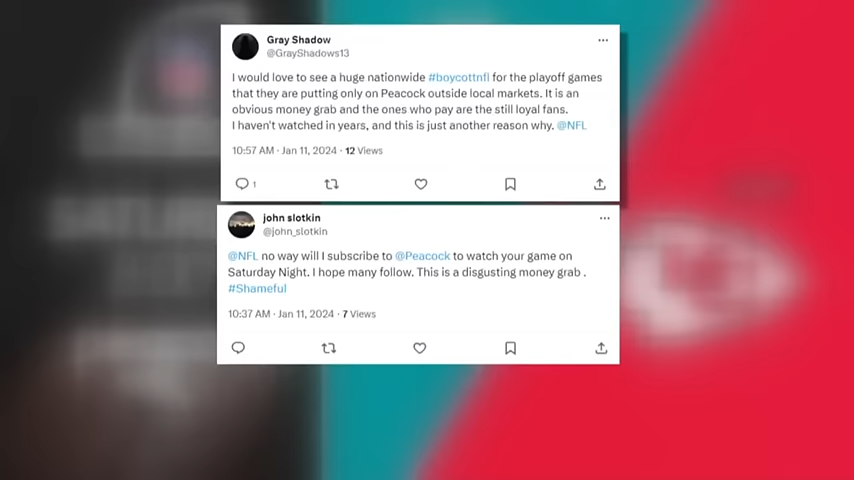 Gray Shadow
@GrayShadows13
I would love to see a huge nationwide #boycottnfl for the playoff games
that they are putting only on Peacock outside local markets. It is an
obvious money grab and the ones who pay are the still loyal fans.
I haven't watched in years, and this is just another reason why. @NFL
10:57 AM · Jan 11, 2024 · 12 Views
1
john slotkin
@john_slotkin
@NFL no way will I subscribe to @Peacock to watch your game on
Saturday Night. I hope many follow. This is a disgusting money grab .
#Shameful
10:37 AM · Jan 11, 2024 · 7 Views